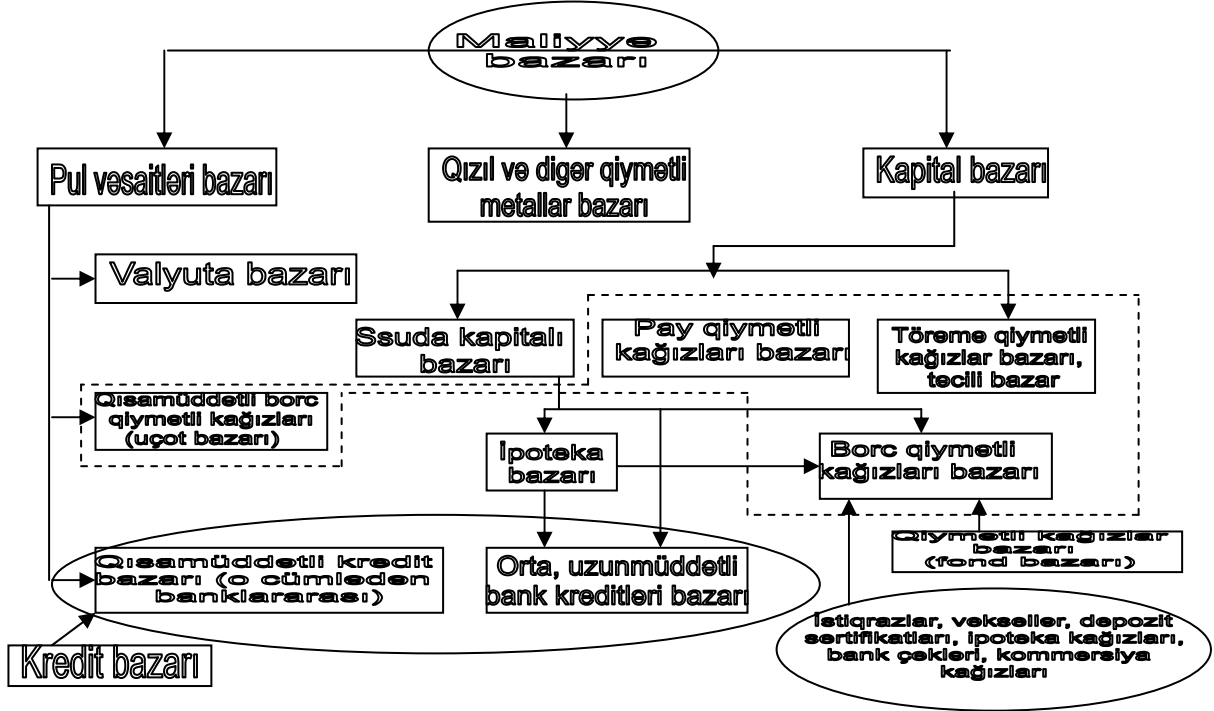 Maliyyə
bazarı
Pul vəsaitləri bazarı
Qızıl və digər qiymətli
metallar bazarı
Kapital bazarı
Valyuta bazarı
Ssuda kapitalı
bazarı
Pay qiymətli
kağızları bazarı
Törəmə qiymətli
kağızlar bazarı,
təcili bazar
Qısamüddətli borc
qiymətli kağızları
(uçot bazarı)
İpoteka
bazarı
Borc qiymətli
kağızları bazarı
Qısamüddətli kredit
bazarı (o cümlədən
banklararası)
Orta, uzunmüddətli
bank kreditləri bazarı
Qiymətli kağızlar
bazarı
(fond bazarı)
Kredit bazarı
İstiqrazlar, veksellər, depozit
sertifikatları, ipoteka kağızları,
bank çekləri, kommersiya
kağızları